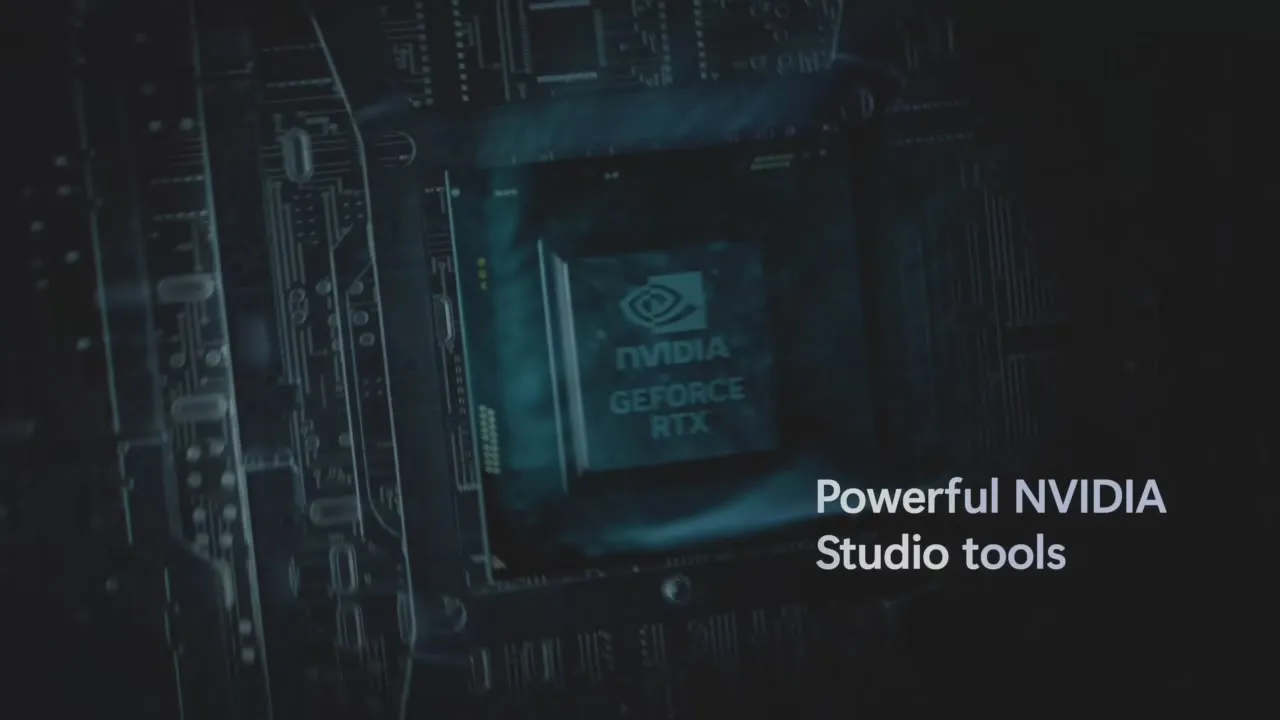 NVIDIA
GEFORCE
RTX
Powerful NVIDIA
Studio tools